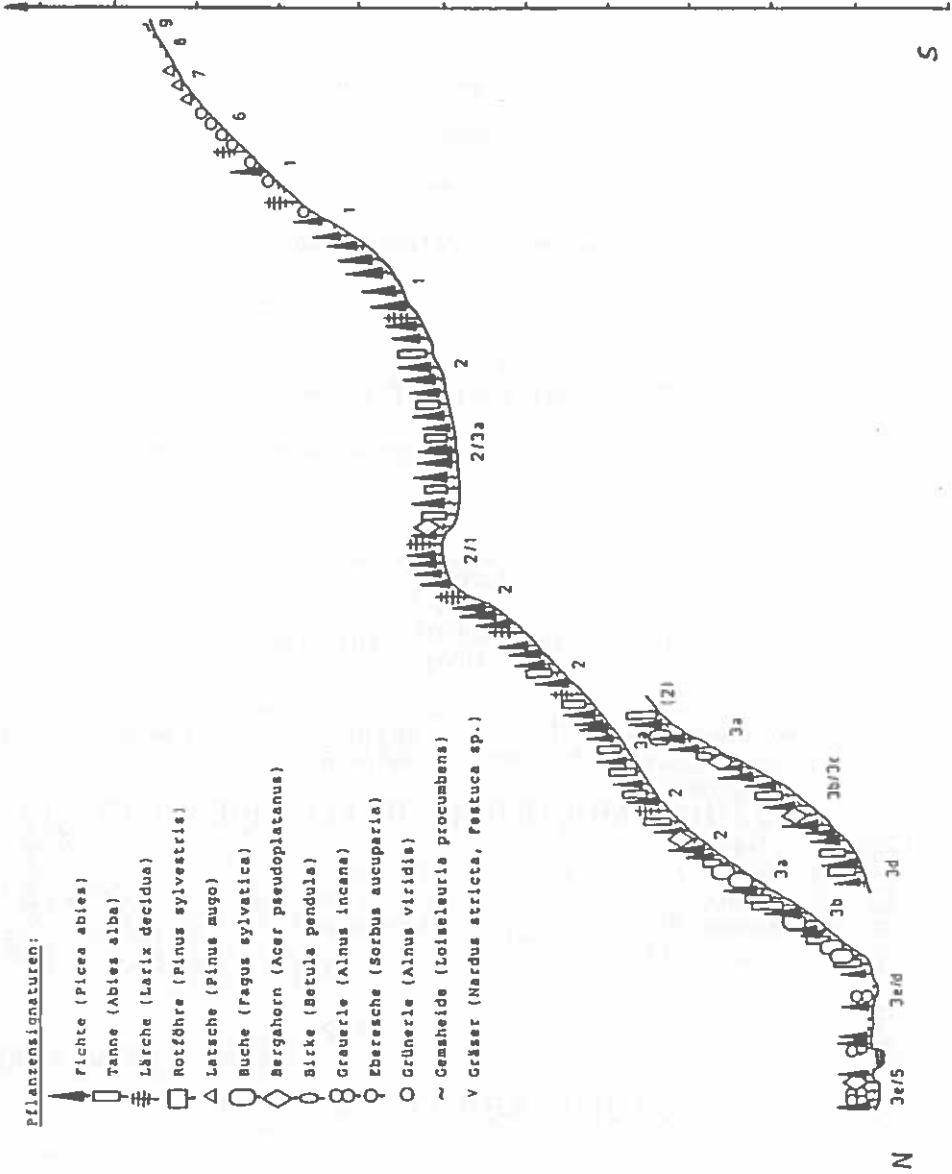 Pflanzensignaturen:
Fichte (Picea abies)
Tanne (Abies alba)
Lärche (Larix decidua)
Rotföhre (Pinus sylvestris)
Latsche (Pinus mugo)
Buche (Fagus sylvatica)
Bergahorn (Acer pseudoplatanus)
Birke (Betula pendula)
Grauerle (Alnus incana)
Eberesche (Sorbus aucuparia)
Grünerle (Alnus viridis)
~ Gemsheide (Loisleuria procumbens)
v Gräser (Nardus stricta, Festuca sp.)
N
3e/5
3e/d
3b
3a
2
2
3a
2
2
2/1
2/3a
2
1
1
1
6
7
8
9
3d
3b/3c
3a
(2)
S